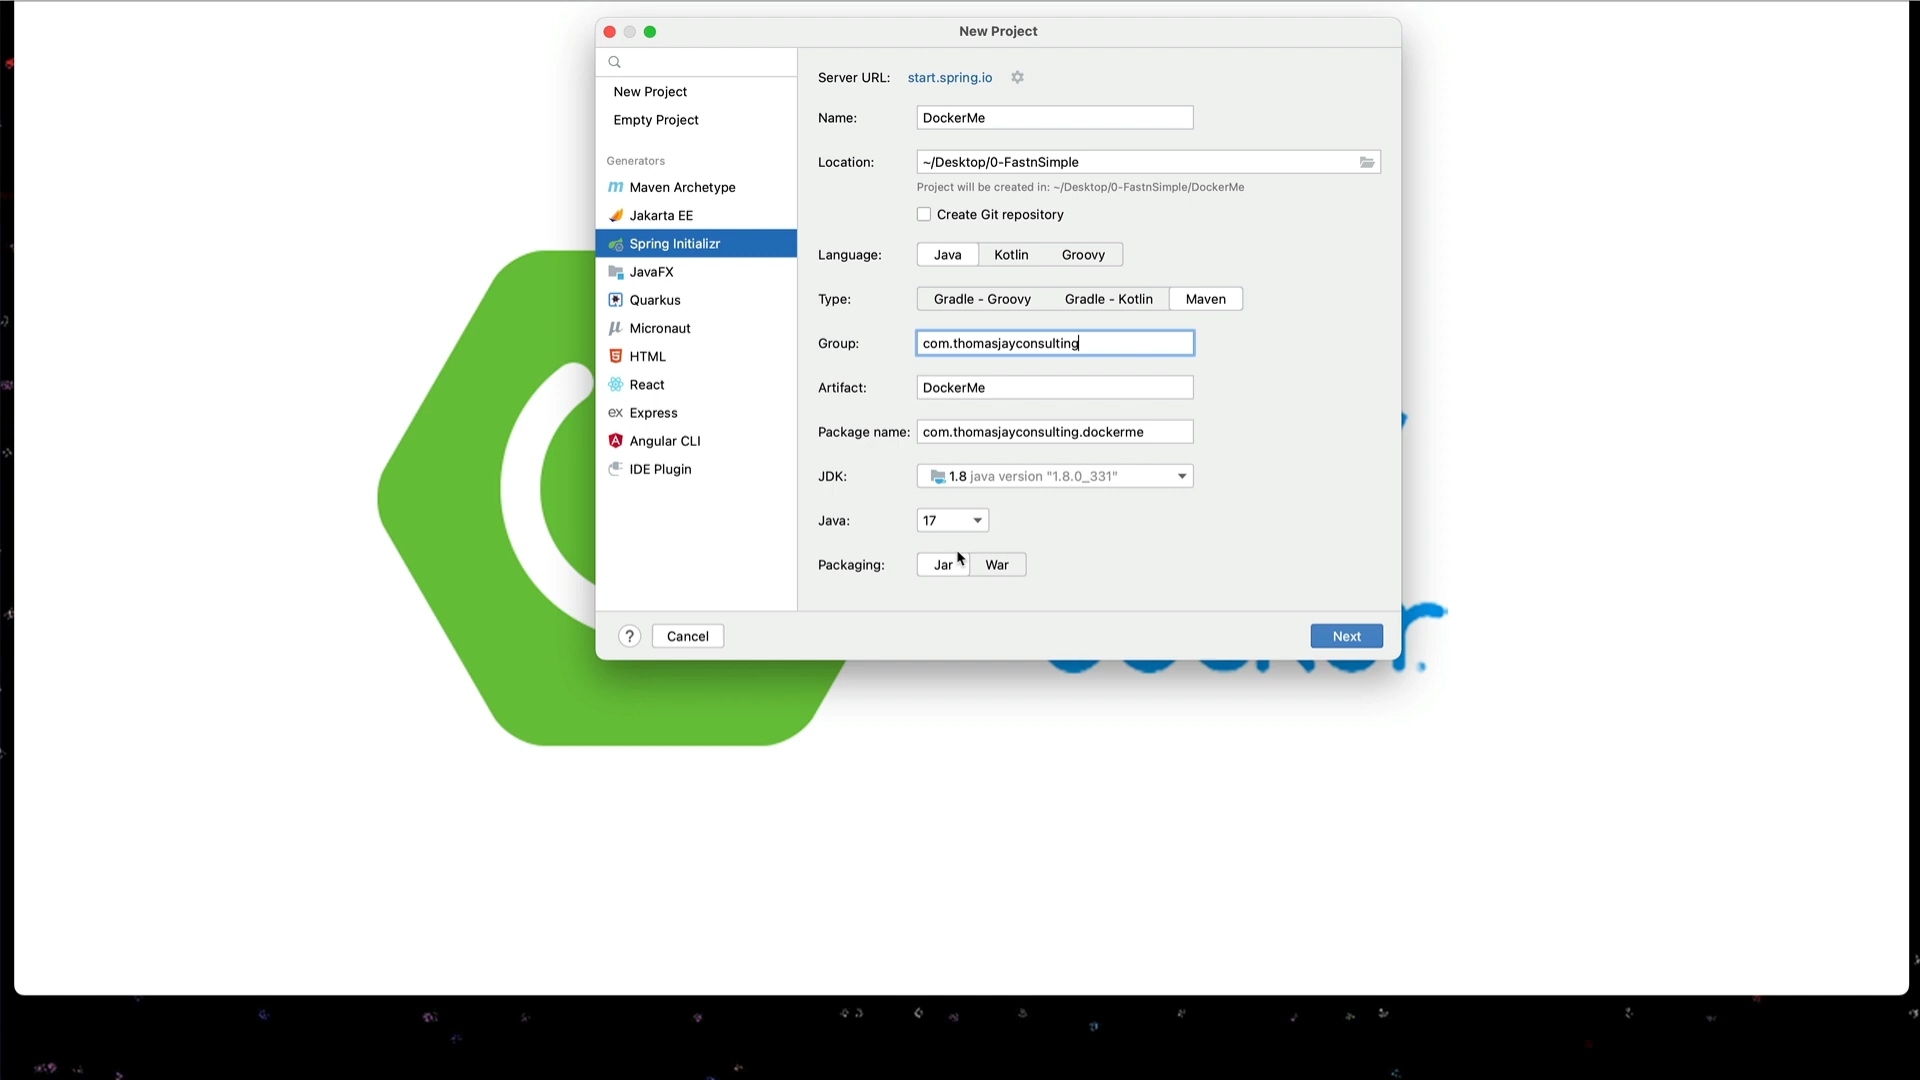 New Project
New Project
Empty Project
Generators
Maven Archetype
Jakarta EE
Spring Initializr
JavaFX
Quarkus
Micronaut
HTML
React
ex Express
Angular CLI
IDE Plugin
Server URL: start.spring.io
Name: DockerMe
Location: ~/Desktop/0-FastnSimple
Project will be created in: ~/Desktop/0-FastnSimple/DockerMe
Create Git repository
Language: Java Kotlin Groovy
Type: Gradle - Groovy Gradle - Kotlin Maven
Group: com.thomasjayconsulting
Artifact: DockerMe
Package name: com.thomasjayconsulting.dockerme
JDK: 1.8 java version "1.8.0_331"
Java: 17
Packaging: Jar War
? Cancel Next